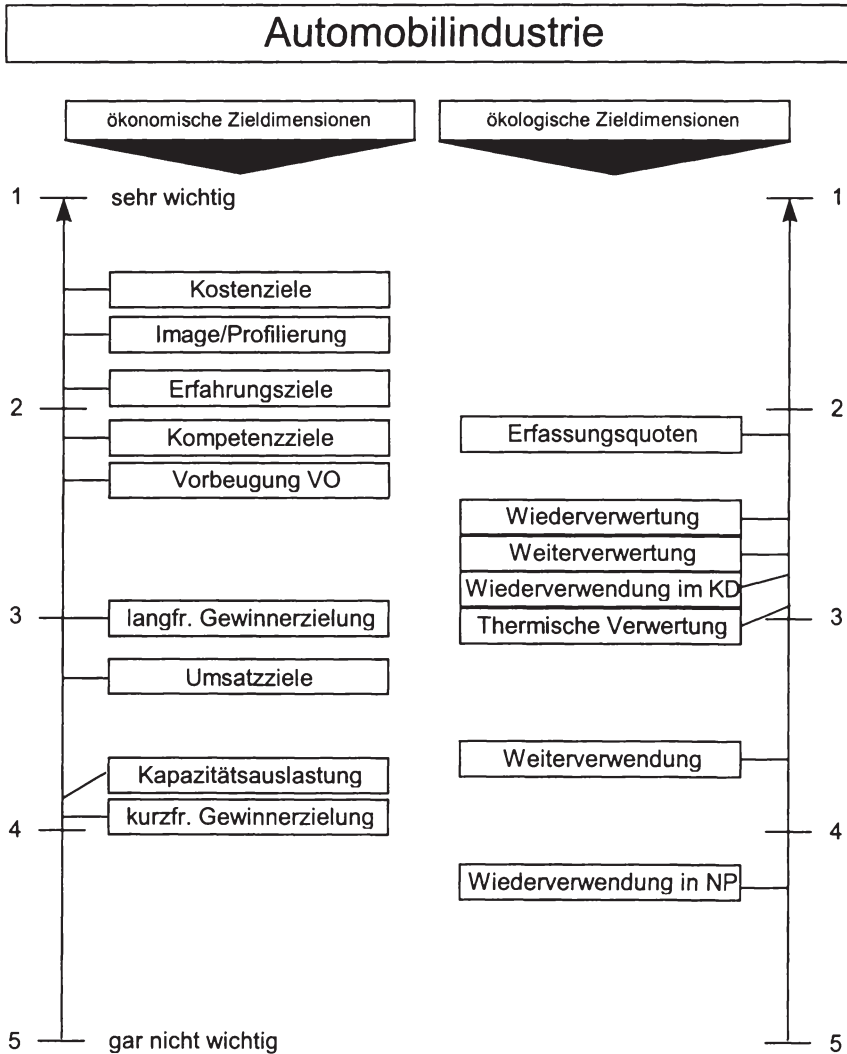 Automobilindustrie
ökonomische Zieldimensionen
ökologische Zieldimensionen
1 sehr wichtig
Kostenziele
Image/Profilierung
Erfahrungsziele
2
Kompetenzziele
Vorbeugung VO
3
langfr. Gewinnerzielung
Umsatzziele
Kapazitätsauslastung
kurzfr. Gewinnerzielung
4
5 gar nicht wichtig
1
2
Erfassungsquoten
Wiederverwertung
Weiterverwertung
Wiederverwendung im KD
Thermische Verwertung
3
Weiterverwendung
4
Wiederverwendung in NP
5